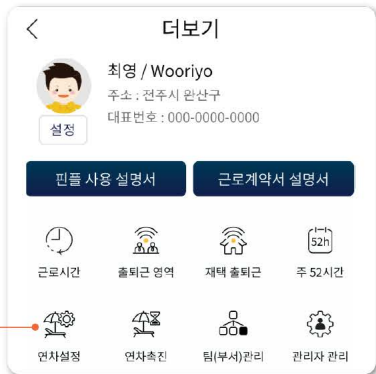 더보기
최영 / Wooriyo
주소 : 전주시 완산구
대표번호 : 000-0000-0000
설정
핀플 사용 설명서 근로계약서 설명서
52h
근로시간 출퇴근 영역 재택 출퇴근 주 52시간
연차설정 연차촉진 팀(부서)관리 관리자 관리